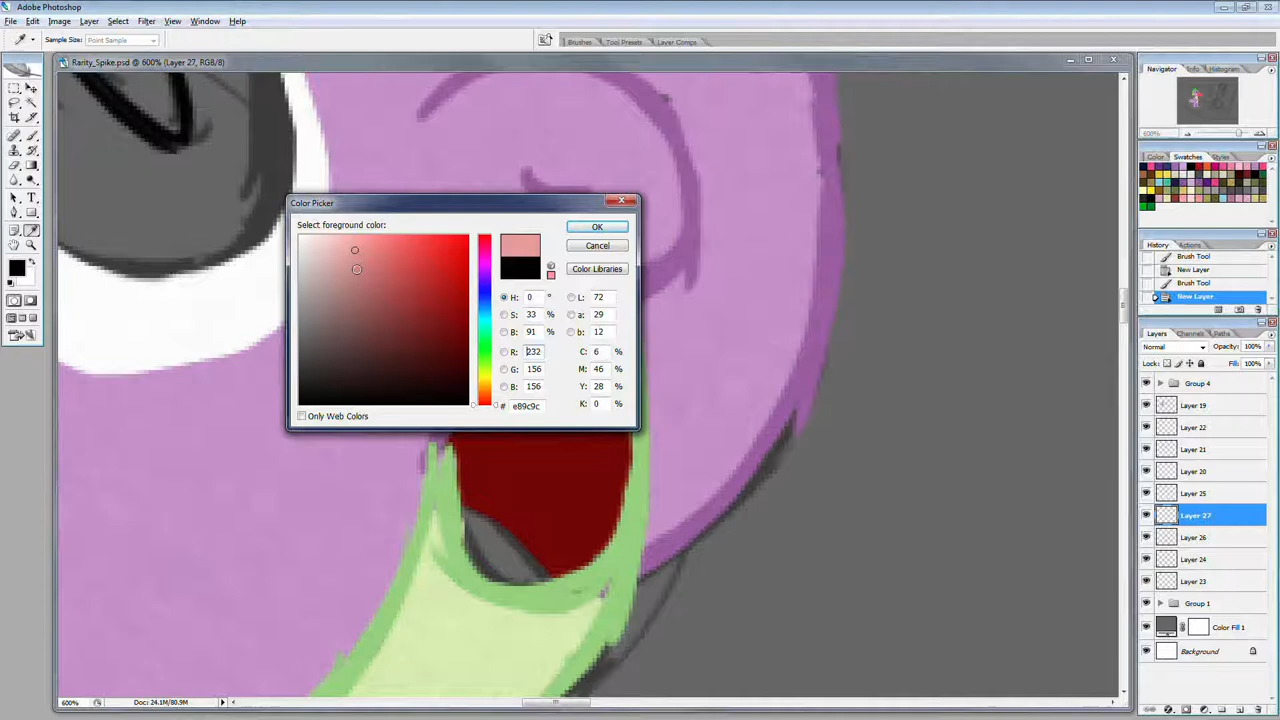 Adobe Photoshop
File Edit Image Layer Select Filter View Window Help
Sample Size: Point Sample
Brushes Tool Presets Layer Comps
Rarity_Spike.psd @ 600% (Layer 27, RGB/8)
Navigator Info Histogram
600%
Color Swatches Styles
History Actions
Brush Tool
New Layer
Brush Tool
New Layer
Layers Channels Paths
Normal Opacity: 100%
Lock: Fill: 100%
Group 4
Layer 19
Layer 22
Layer 21
Layer 20
Layer 25
Layer 27
Layer 26
Layer 24
Layer 23
Group 1
Color Fill 1
Background
Color Picker
Select foreground color:
OK
Cancel
Color Libraries
H: 0 ° L: 72
S: 33 % a: 29
B: 91 % b: 12
R: 232 C: 6 %
G: 156 M: 46 %
B: 156 Y: 28 %
# e89c9c K: 0 %
Only Web Colors
600% Doc: 24.1M/80.9M